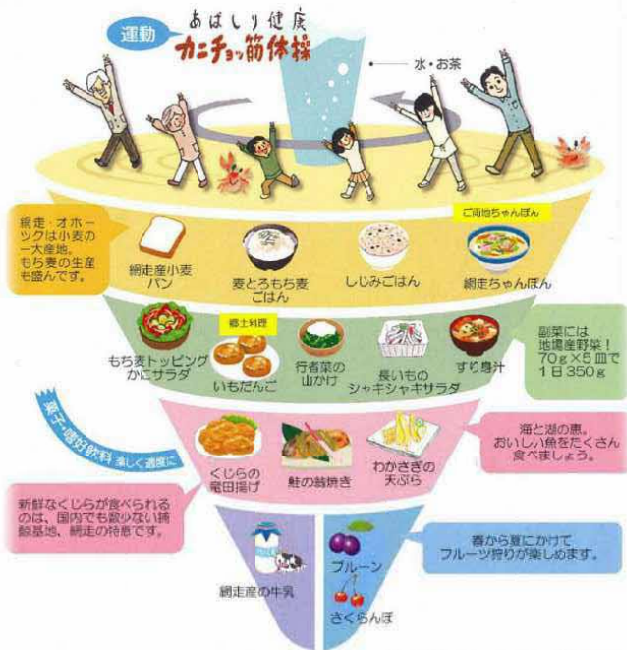 あばしり健康
運動
カニチョッ筋体操
水・お茶
網走・オホー
ツクは小麦の
一大産地。
もち麦の生産
も盛んです。
網走産小麦
パン
麦とろもち麦
ごはん
しじみごはん
ご当地ちゃんぽん
網走ちゃんぽん
もち麦トッピング
かにサラダ
郷土料理
いもだんご
行者菜の
山かけ
長いもの
シャキシャキサラダ
すり身汁
副菜には
地場産野菜!
70g×5皿で
1日350g
菓子・嗜好飲料 楽しく適度に
くじらの
竜田揚げ
鮭の飯寿焼き
わかさぎの
天ぷら
海と湖の恵。
おいしい魚をたくさん
食べましょう。
新鮮なくじらが食べられる
のは、国内でも数少ない捕
鯨基地、網走の特恵です。
網走産の牛乳
プルーン
さくらんぼ
春から夏にかけて
フルーツ狩りが楽しめます。